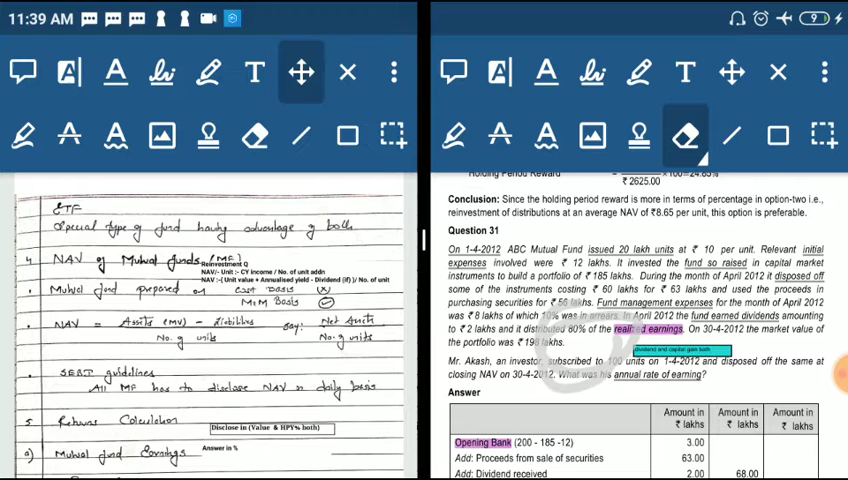 11:39 AM
9
ETF
Special type of fund having advantage of both
4 NAV of Mutual funds (MF)
Reinvestment
NAV/- Unit :- CY income / No. of unit addn
NAV :- (Unit value + Annualised yield - Dividend (if) ) / No. of unit
Mutual fund prepared on Cost Basis (x)
MTM Basis
NAV = Assets (MV) - Liabilities say: Net Assets
No. of units No. of units
SEBI guidelines
All MF has to disclose NAV on daily basis
5. Returns Calculation
Disclose in (Value & HPY% both)
a) Mutual fund Earnings
Answer in %
Holding Period Reward = x100=24.85%
₹ 2625.00
Conclusion: Since the holding period reward is more in terms of percentage in option-two i.e.,
reinvestment of distributions at an average NAV of ₹8.65 per unit, this option is preferable.
Question 31
On 1-4-2012 ABC Mutual Fund issued 20 lakh units at ₹ 10 per unit. Relevant initial
expenses involved were ₹ 12 lakhs. It invested the fund so raised in capital market
instruments to build a portfolio of ₹ 185 lakhs. During the month of April 2012 it disposed off
some of the instruments costing ₹ 60 lakhs for ₹ 63 lakhs and used the proceeds in
purchasing securities for ₹ 56 lakhs. Fund management expenses for the month of April 2012
was ₹ 8 lakhs of which 10% was in arrears. In April 2012 the fund earned dividends amounting
to ₹ 2 lakhs and it distributed 80% of the realized earnings. On 30-4-2012 the market value of
the portfolio was ₹ 198 lakhs.
Dividend and capital gain both
Mr. Akash, an investor, subscribed to 100 units on 1-4-2012 and disposed off the same at
closing NAV on 30-4-2012. What was his annual rate of earning?
Answer
Amount in ₹ lakhs Amount in ₹ lakhs Amount in ₹ lakhs
Opening Bank (200 - 185 -12) 3.00
Add: Proceeds from sale of securities 63.00
Add: Dividend received 2.00 68.00